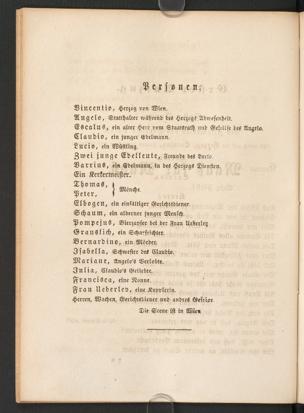 Personen.
Vincentio, Herzog von Wien.
Angelo, Statthalter während des Herzogs Abwesenheit.
Escalus, ein alter Herr vom Staatsrath und Gehülfe des Angelo.
Claudio, ein junger Edelmann.
Lucio, ein Wüstling.
Zwei junge Edelleute, Freunde des Lucio.
Varrius, ein Edelmann, in des Herzogs Diensten.
Ein Kerkermeister.
Thomas,
Peter, } Mönche.
Elbogen, ein einfältiger Gerichtsdiener.
Schaum, ein alberner junger Mensch.
Pompejus, Bierzapfer bei der Frau Ueberley
Grauslich, ein Scharfrichter.
Bernardino, ein Mörder.
Isabella, Schwester des Claudio.
Mariane, Angelo's Verlobte.
Julia, Claudio's Geliebte.
Francisca, eine Nonne.
Frau Ueberley, eine Kupplerin.
Herren, Wachen, Gerichtsdiener und andres Gefolge.
Die Scene ist in Wien